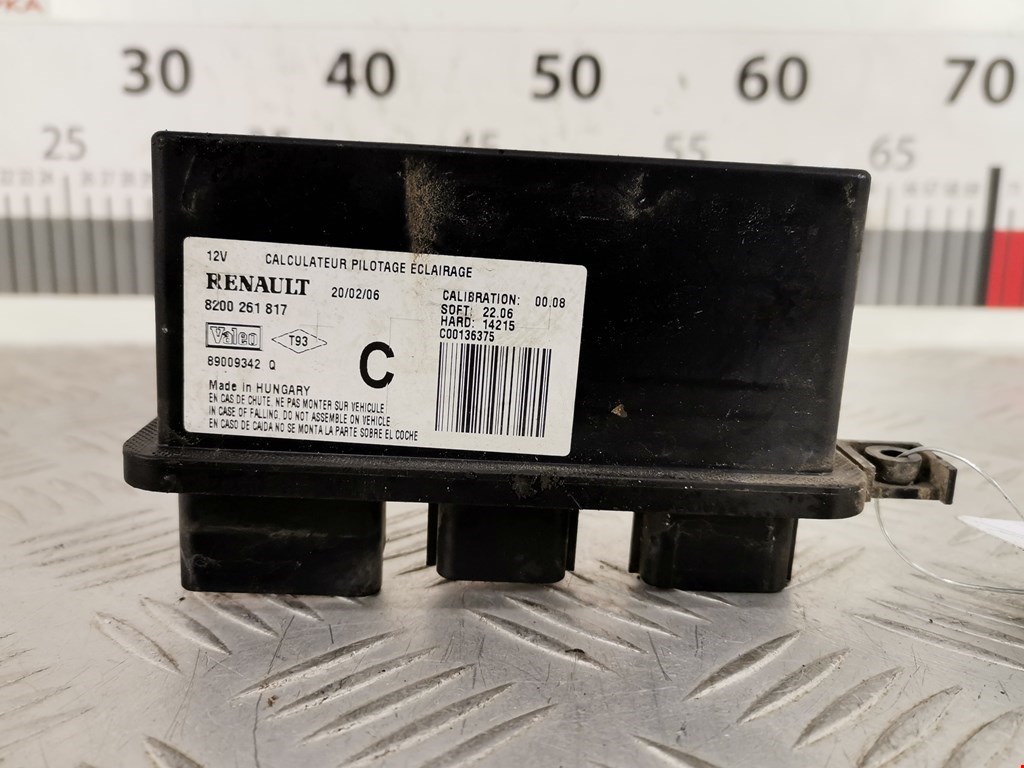 30 40 50 60 70
25 55 65
12V CALCULATEUR PILOTAGE ECLAIRAGE
RENAULT 20/02/06
8200 261 817
CALIBRATION: 00.08
SOFT: 22.06
HARD: 14215
C00136375
Valeo T93
C
89009342 Q
Made in HUNGARY
EN CAS DE CHUTE, NE PAS MONTER SUR VEHICULE
IN CASE OF FALLING, DO NOT ASSEMBLE ON VEHICLE
EN CASO DE CAIDA NO SE MONTA LA PARTE SOBRE EL COCHE